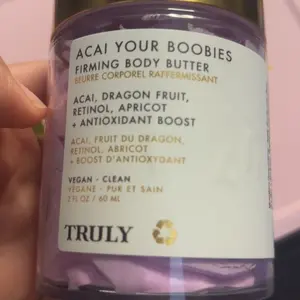 ACAI YOUR BOOBIES
FIRMING BODY BUTTER
BEURRE CORPOREL RAFFERMISSANT
ACAI, DRAGON FRUIT,
RETINOL, APRICOT
+ ANTIOXIDANT BOOST
ACAI, FRUIT DU DRAGON,
RETINOL, ABRICOT
+ BOOST D'ANTIOXYDANT
VEGAN - CLEAN
VÉGANE - PUR ET SAIN
2 FL OZ / 60 ML
TRULY